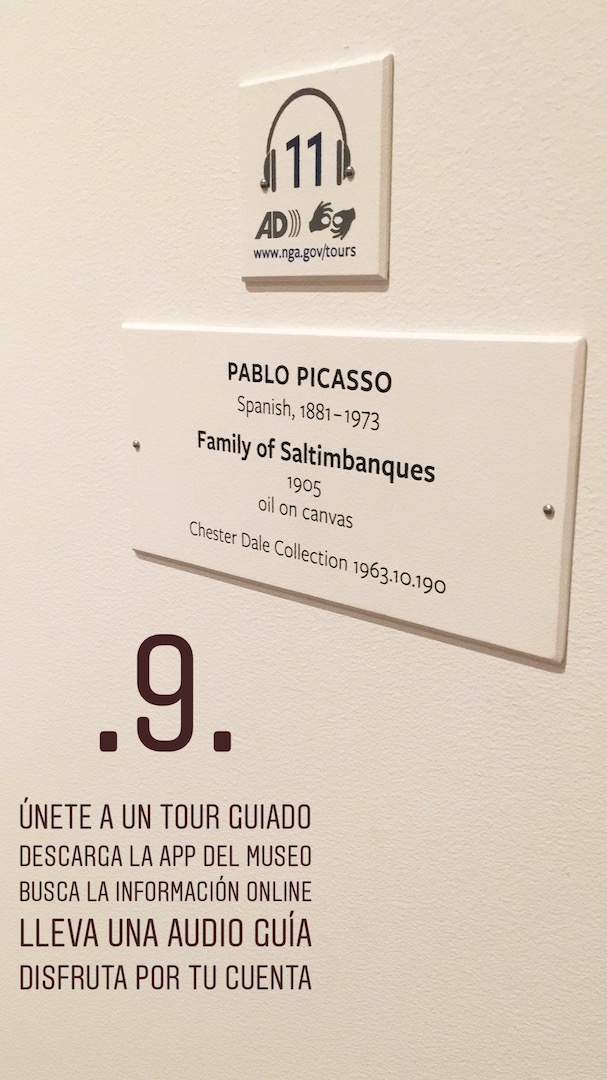 11
AD
www.nga.gov/tours
PABLO PICASSO
Spanish, 1881–1973
Family of Saltimbanques
1905
oil on canvas
Chester Dale Collection 1963.10.190
.9.
ÚNETE A UN TOUR GUIADO
DESCARGA LA APP DEL MUSEO
BUSCA LA INFORMACIÓN ONLINE
LLEVA UNA AUDIO GUÍA
DISFRUTA POR TU CUENTA